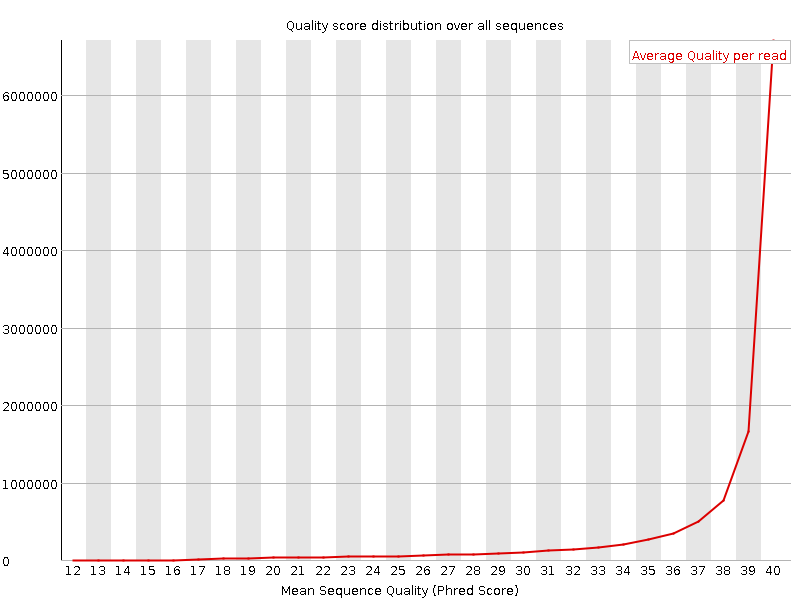 Quality score distribution over all sequences
Average Quality per read
6000000
5000000
4000000
3000000
2000000
1000000
0
12 13 14 15 16 17 18 19 20 21 22 23 24 25 26 27 28 29 30 31 32 33 34 35 36 37 38 39 40
Mean Sequence Quality (Phred Score)